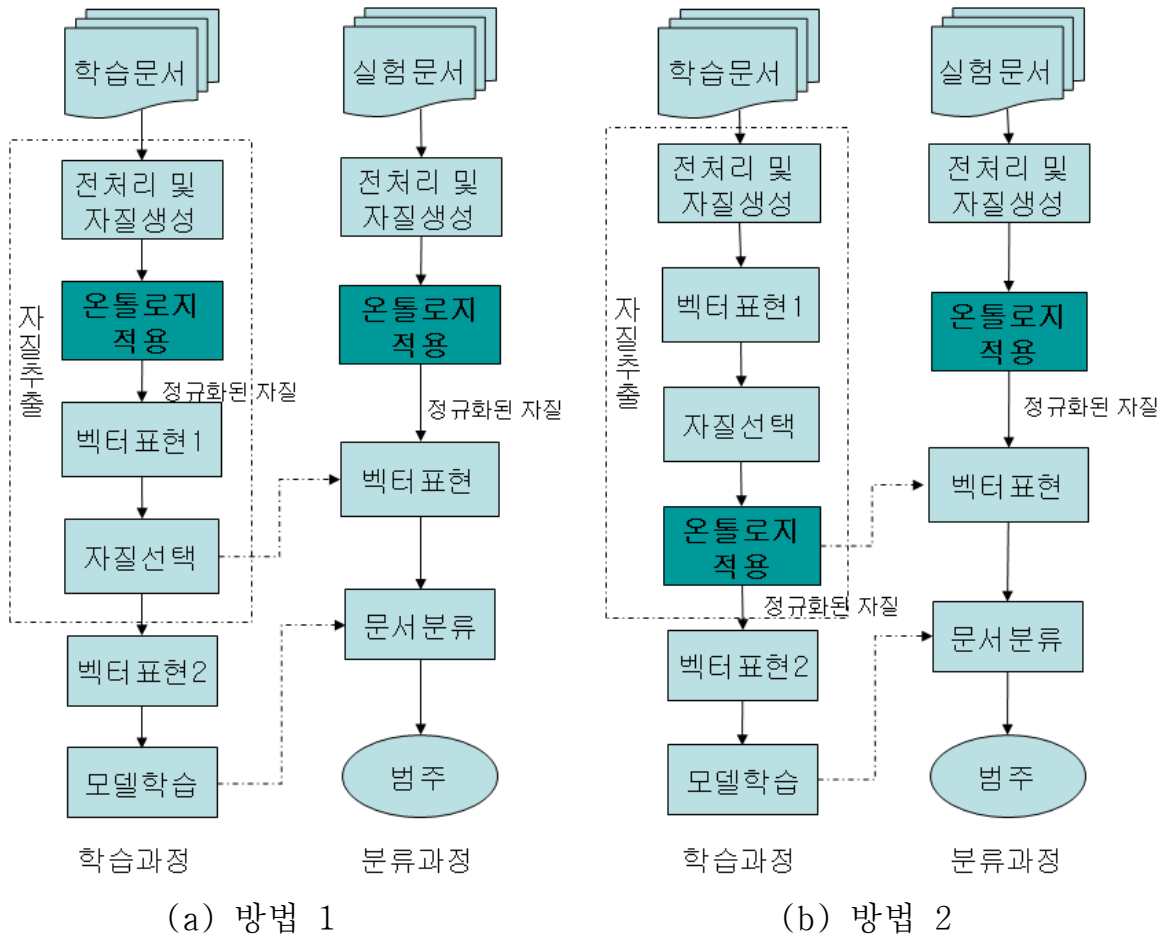 학습문서
전처리 및
자질생성
온톨로지
적용
정규화된 자질
벡터표현1
자질선택
자질추출
벡터표현2
모델학습
학습과정
실험문서
전처리 및
자질생성
온톨로지
적용
정규화된 자질
벡터표현
문서분류
범주
분류과정
(a) 방법 1
학습문서
전처리 및
자질생성
벡터표현1
자질선택
온톨로지
적용
정규화된 자질
자질추출
벡터표현2
모델학습
학습과정
실험문서
전처리 및
자질생성
온톨로지
적용
정규화된 자질
벡터표현
문서분류
범주
분류과정
(b) 방법 2